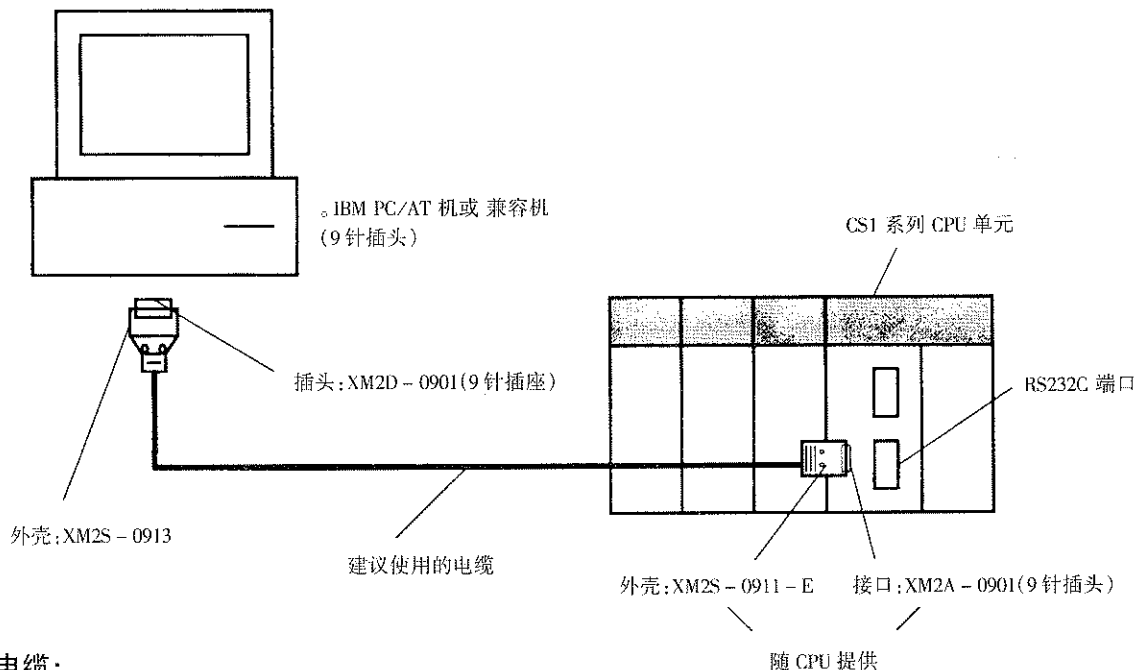 。IBM PC/AT 机或 兼容机
(9 针插头)
CS1 系列 CPU 单元
插头:XM2D-0901(9 针插座)
RS232C 端口
外壳:XM2S-0913
建议使用的电缆
外壳:XM2S-0911-E
接口:XM2A-0901(9 针插头)
随 CPU 提供
电缆: